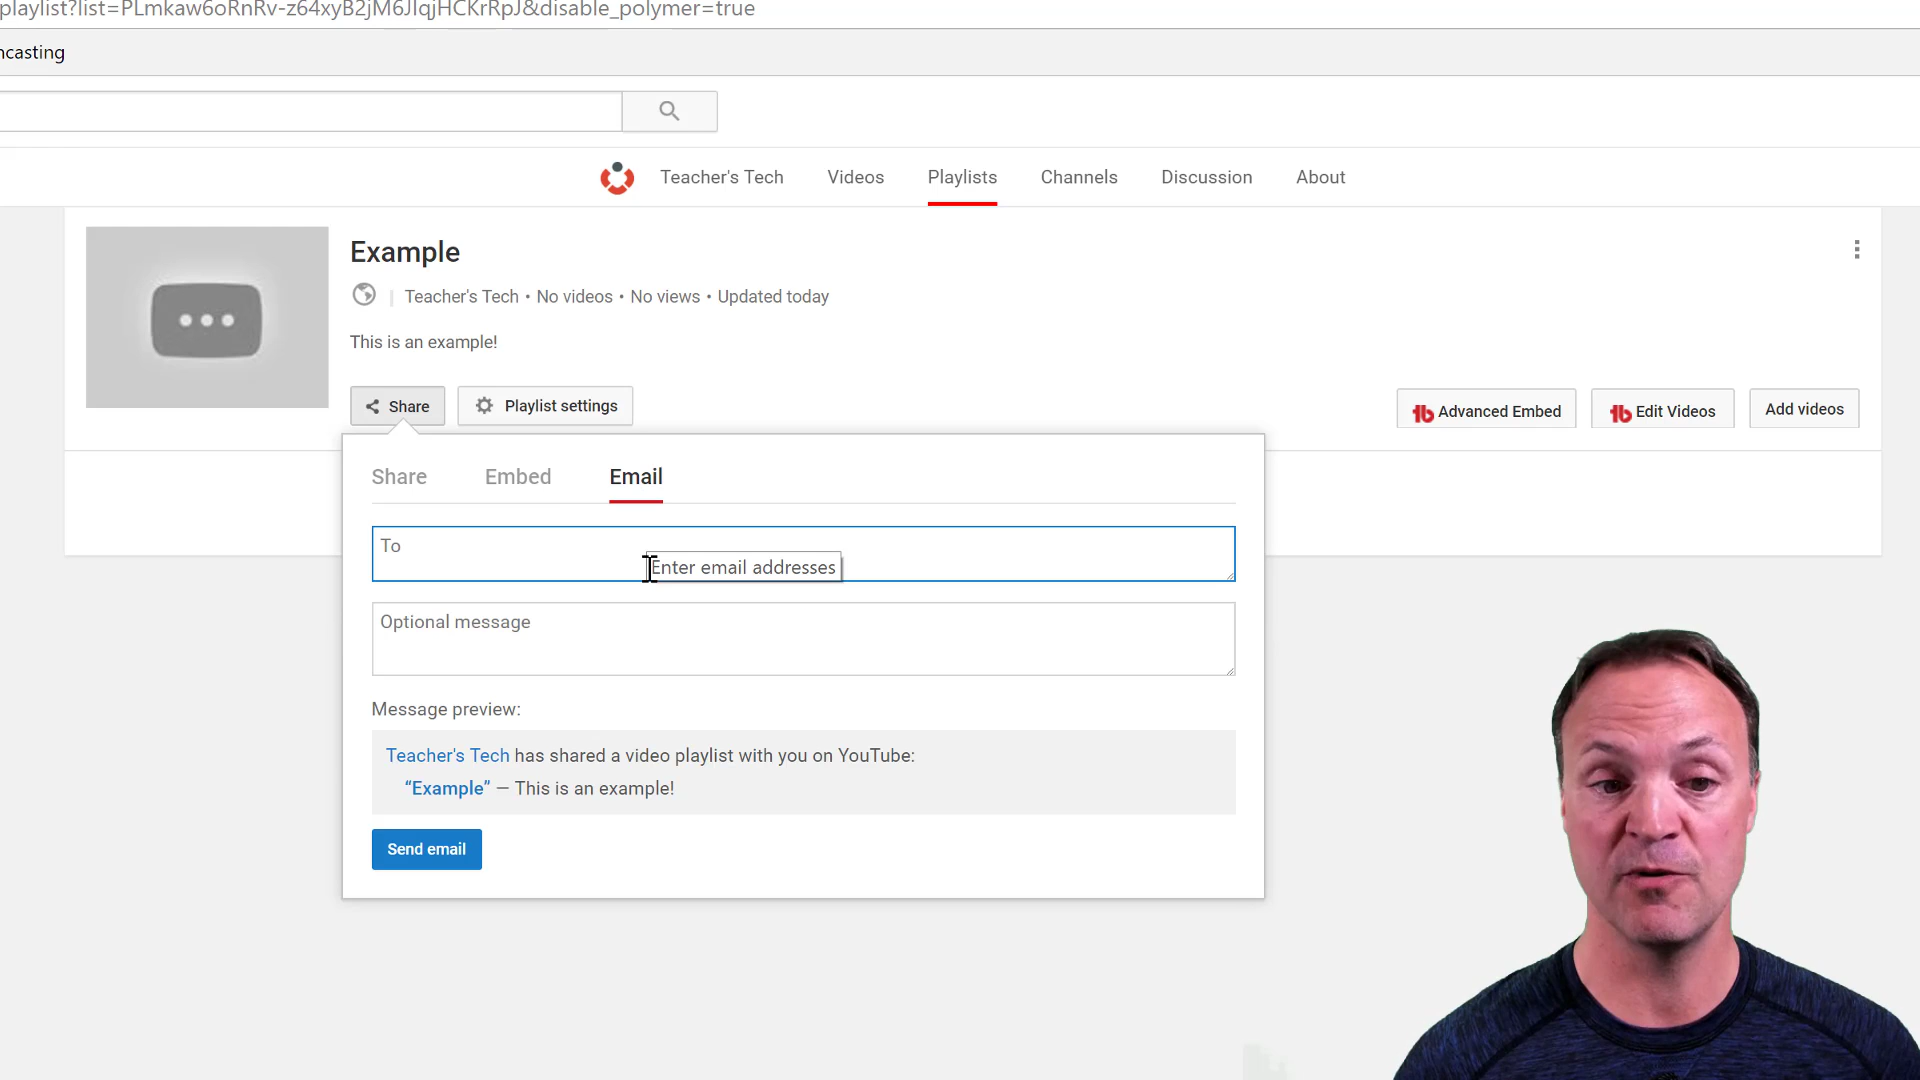 playlist?list=PLmkaw6oRnRv-z64xyB2jM6JIqjHCKrRpJ&disable_polymer=true
ncasting
Teacher's Tech Videos Playlists Channels Discussion About
Example
Teacher's Tech • No videos • No views • Updated today
This is an example!
Share Playlist settings Advanced Embed Edit Videos Add videos
Share Embed Email
To
Enter email addresses
Optional message
Message preview:
Teacher's Tech has shared a video playlist with you on YouTube:
“Example” — This is an example!
Send email